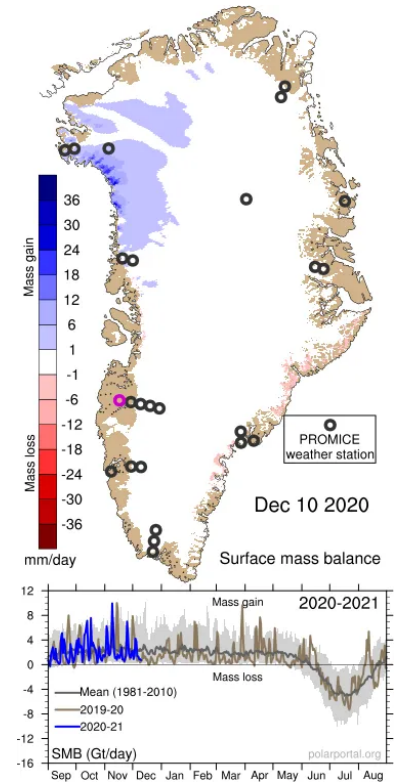 Mass gain
36
30
24
18
12
6
1
-1
-6
-12
-18
-24
-30
-36
Mass loss
mm/day
PROMICE
weather station
Dec 10 2020
Surface mass balance
12
8
4
0
-4
-8
-12
-16
Mass gain
2020-2021
Mass loss
Mean (1981-2010)
2019-20
2020-21
SMB (Gt/day)
polarportal.org
Sep Oct Nov Dec Jan Feb Mar Apr May Jun Jul Aug